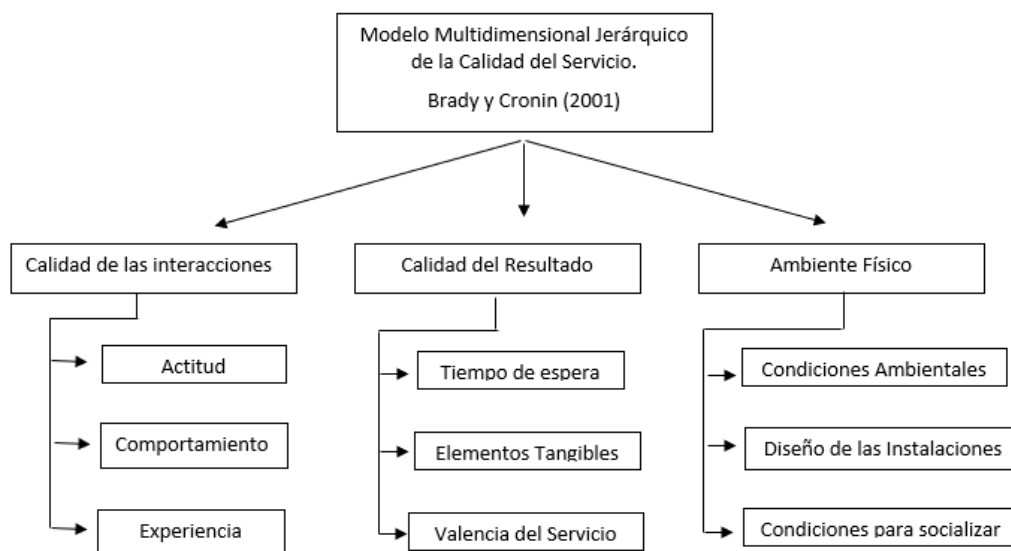 Modelo Multidimensional Jerárquico
de la Calidad del Servicio.
Brady y Cronin (2001)
Calidad de las interacciones
Actitud
Comportamiento
Experiencia
Calidad del Resultado
Tiempo de espera
Elementos Tangibles
Valencia del Servicio
Ambiente Físico
Condiciones Ambientales
Diseño de las Instalaciones
Condiciones para socializar